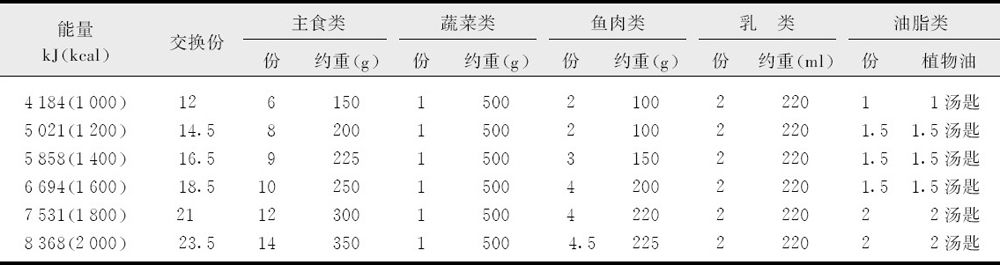 能量 kJ(kcal) 交换份 主食类 蔬菜类 鱼肉类 乳 类 油脂类
份 约重(g) 份 约重(g) 份 约重(g) 份 约重(ml) 份 植物油
4 184(1 000) 12 6 150 1 500 2 100 2 220 1 1 汤匙
5 021(1 200) 14.5 8 200 1 500 2 100 2 220 1.5 1.5 汤匙
5 858(1 400) 16.5 9 225 1 500 3 150 2 220 1.5 1.5 汤匙
6 694(1 600) 18.5 10 250 1 500 4 200 2 220 1.5 1.5 汤匙
7 531(1 800) 21 12 300 1 500 4 220 2 220 2 2 汤匙
8 368(2 000) 23.5 14 350 1 500 4.5 225 2 220 2 2 汤匙